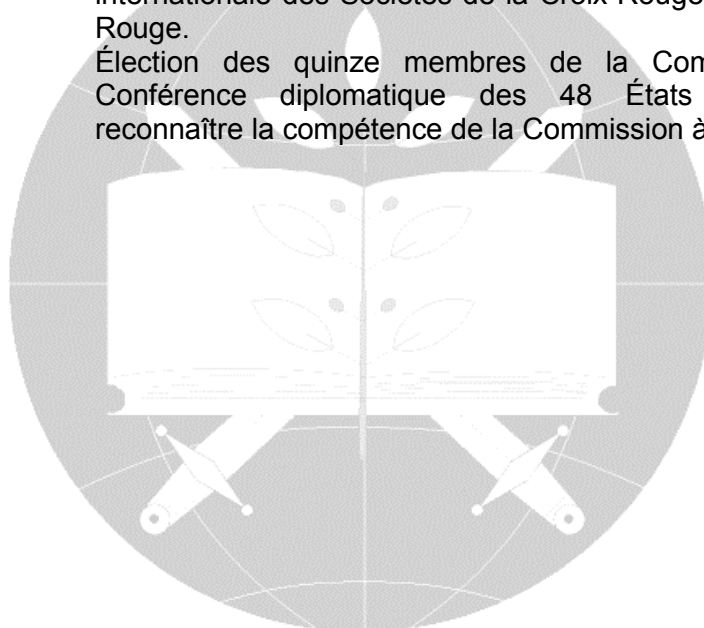 internationale des Sociétés de la Croix-Rouge
Rouge.
Élection des quinze membres de la Com
Conférence diplomatique des 48 États
reconnaître la compétence de la Commission à